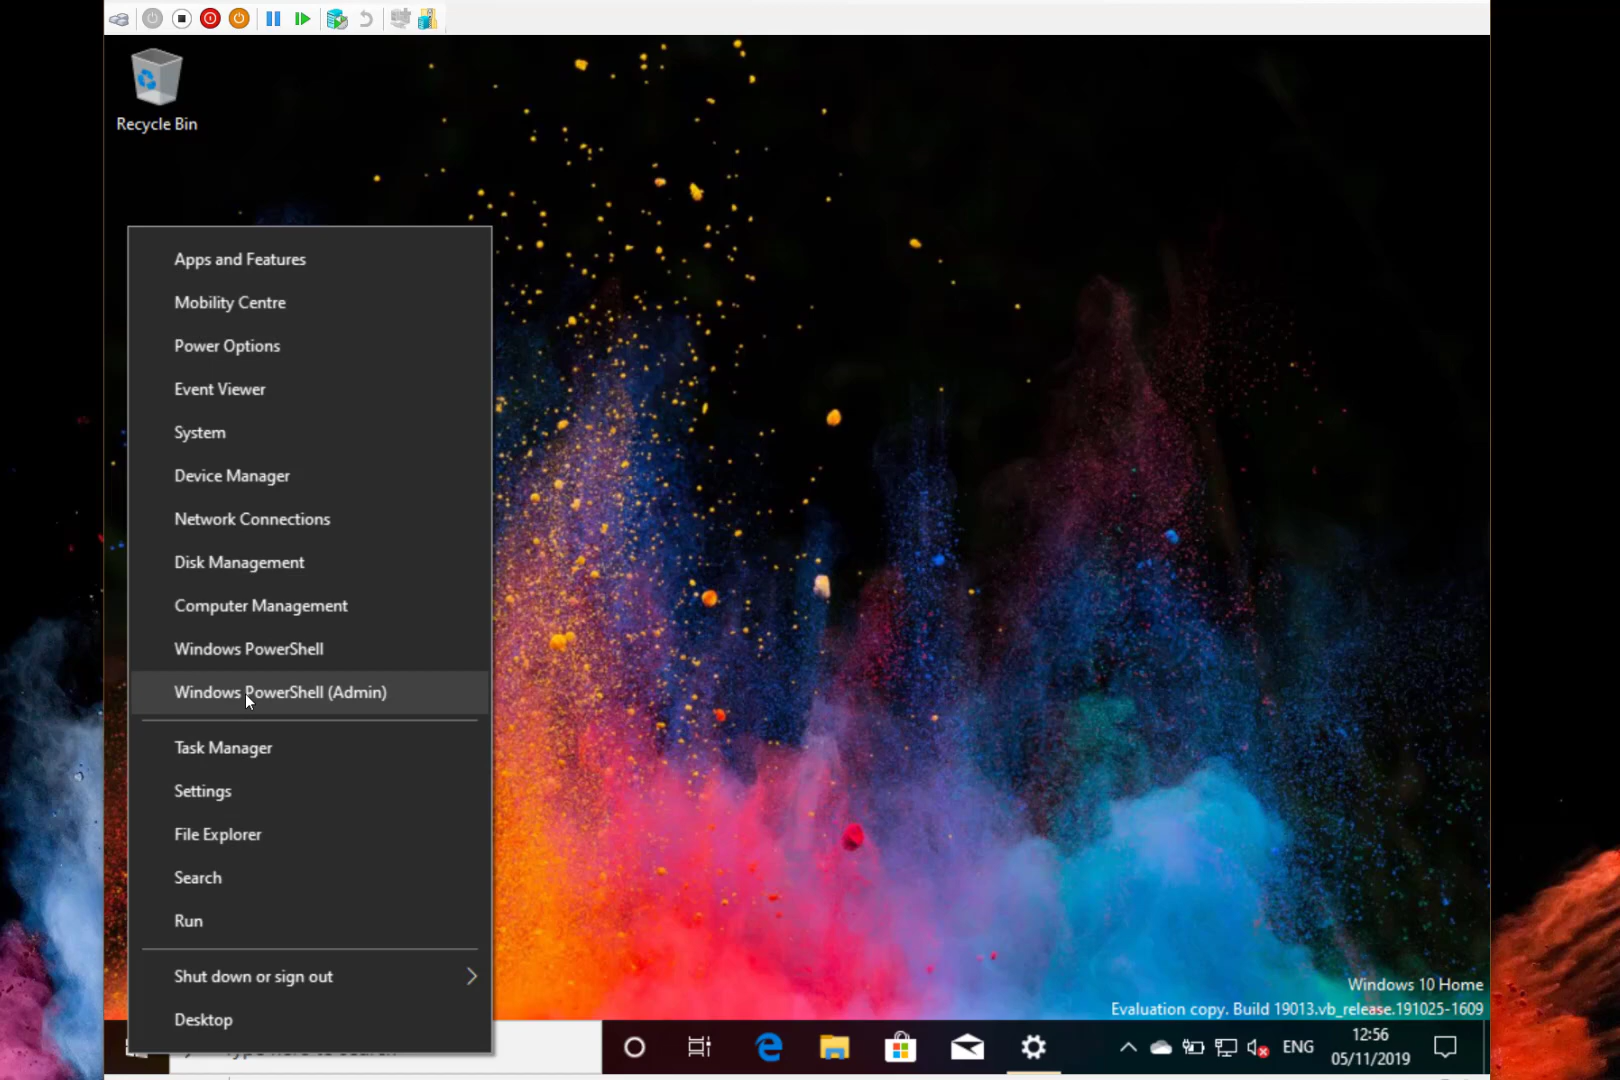 Recycle Bin
Apps and Features
Mobility Centre
Power Options
Event Viewer
System
Device Manager
Network Connections
Disk Management
Computer Management
Windows PowerShell
Windows PowerShell (Admin)
Task Manager
Settings
File Explorer
Search
Run
Shut down or sign out
Desktop
Windows 10 Home
Evaluation copy. Build 19013.vb_release.191025-1609
ENG
12:56
05/11/2019